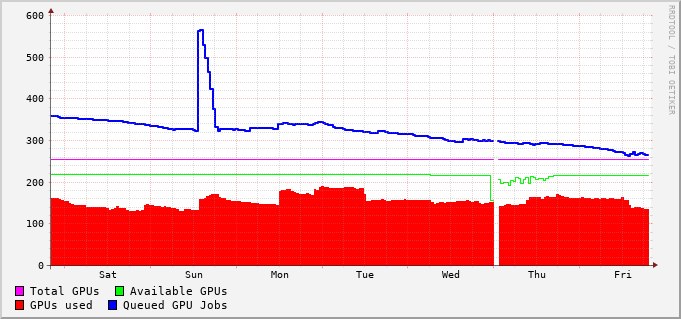 600
500
400
300
200
100
0
Sat Sun Mon Tue Wed Thu Fri
RRDTOOL / TOBI OETIKER
Total GPUs Available GPUs
GPUs used Queued GPU Jobs